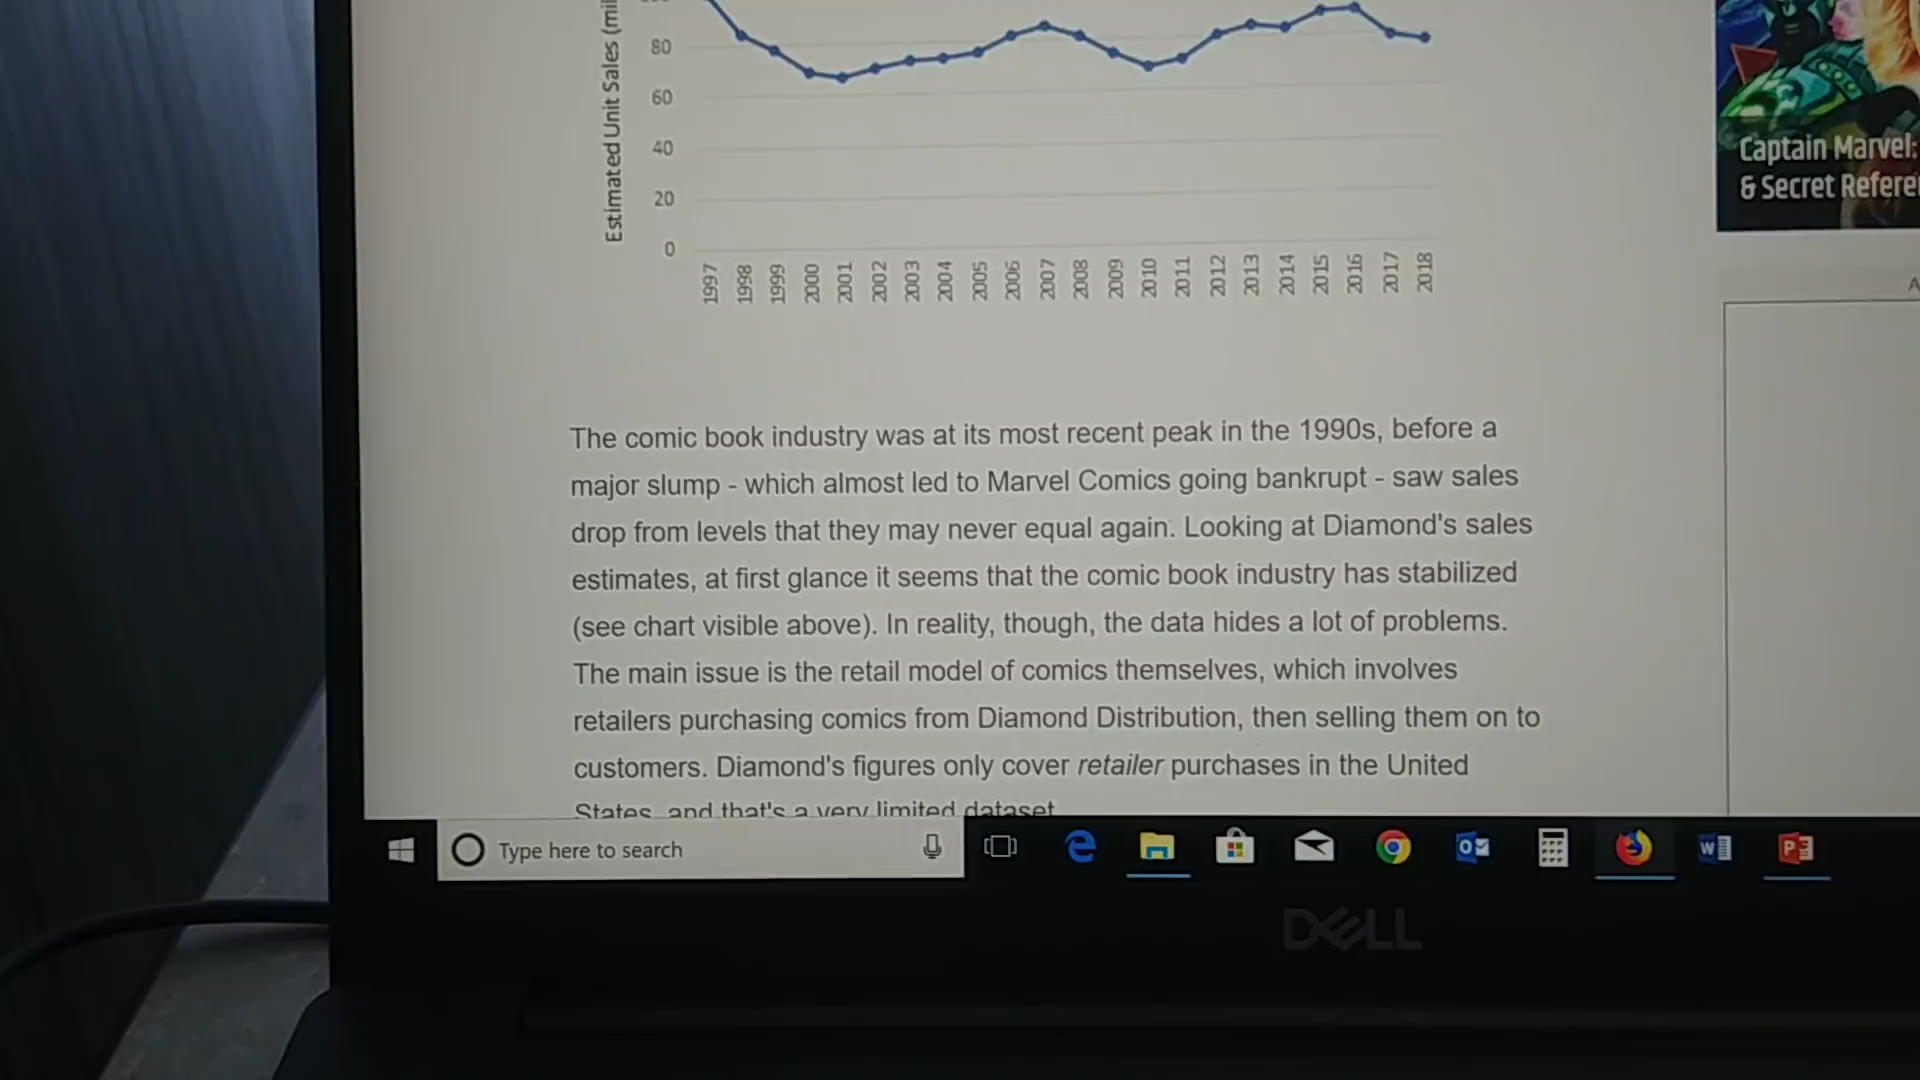 Estimated Unit Sales (mil
80
60
40
20
0
1997
1998
1999
2000
2001
2002
2003
2004
2005
2006
2007
2008
2009
2010
2011
2012
2013
2014
2015
2016
2017
2018
Captain Marvel:
& Secret Refere
A
The comic book industry was at its most recent peak in the 1990s, before a
major slump - which almost led to Marvel Comics going bankrupt - saw sales
drop from levels that they may never equal again. Looking at Diamond's sales
estimates, at first glance it seems that the comic book industry has stabilized
(see chart visible above). In reality, though, the data hides a lot of problems.
The main issue is the retail model of comics themselves, which involves
retailers purchasing comics from Diamond Distribution, then selling them on to
customers. Diamond's figures only cover retailer purchases in the United
States, and that's a very limited dataset
Type here to search
DELL